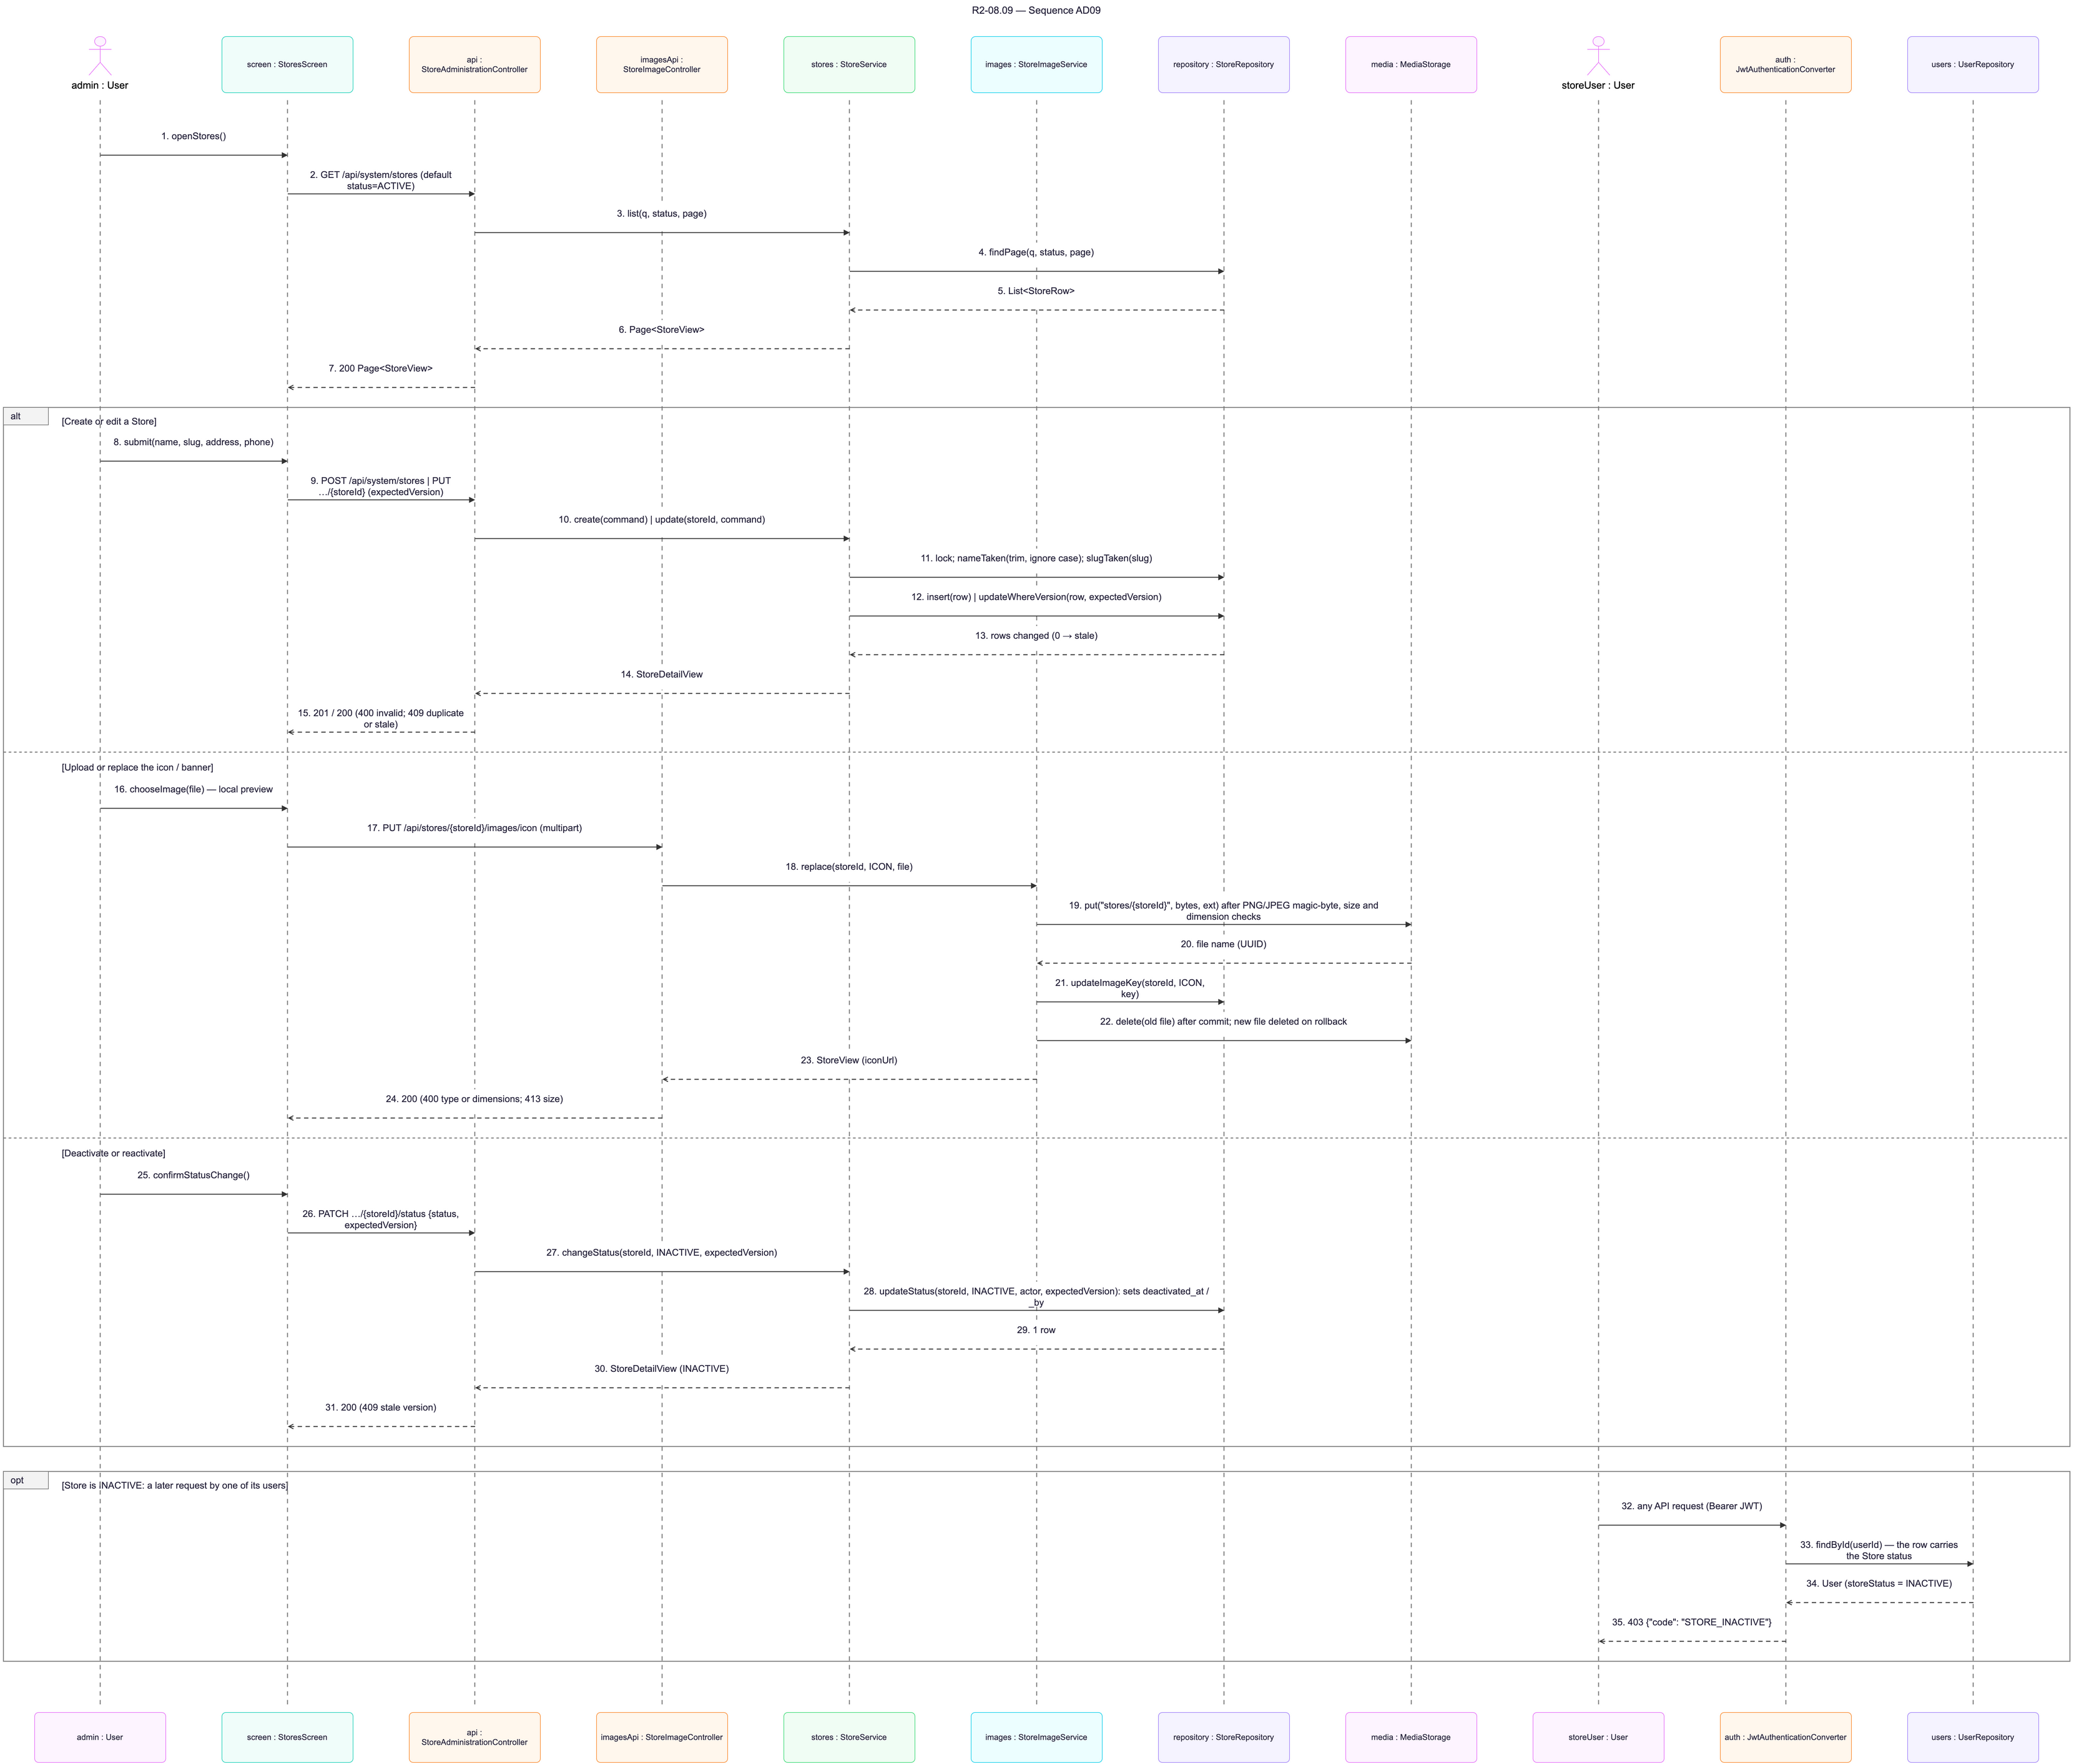 R2-08.09 — Sequence AD09
admin : User
screen : StoresScreen
api :
StoreAdministrationController
imagesApi :
StoreImageController
stores : StoreService
images : StoreImageService
repository : StoreRepository
media : MediaStorage
storeUser : User
auth :
JwtAuthenticationConverter
users : UserRepository
1. openStores()
2. GET /api/system/stores (default
status=ACTIVE)
3. list(q, status, page)
4. findPage(q, status, page)
5. List<StoreRow>
6. Page<StoreView>
7. 200 Page<StoreView>
alt
[Create or edit a Store]
8. submit(name, slug, address, phone)
9. POST /api/system/stores | PUT
…/{storeId} (expectedVersion)
10. create(command) | update(storeId, command)
11. lock; nameTaken(trim, ignore case); slugTaken(slug)
12. insert(row) | updateWhereVersion(row, expectedVersion)
13. rows changed (0 → stale)
14. StoreDetailView
15. 201 / 200 (400 invalid; 409 duplicate
or stale)
[Upload or replace the icon / banner]
16. chooseImage(file) — local preview
17. PUT /api/stores/{storeId}/images/icon (multipart)
18. replace(storeId, ICON, file)
19. put("stores/{storeId}", bytes, ext) after PNG/JPEG magic-byte, size and
dimension checks
20. file name (UUID)
21. updateImageKey(storeId, ICON,
key)
22. delete(old file) after commit; new file deleted on rollback
23. StoreView (iconUrl)
24. 200 (400 type or dimensions; 413 size)
[Deactivate or reactivate]
25. confirmStatusChange()
26. PATCH …/{storeId}/status {status,
expectedVersion}
27. changeStatus(storeId, INACTIVE, expectedVersion)
28. updateStatus(storeId, INACTIVE, actor, expectedVersion): sets deactivated_at /
_by
29. 1 row
30. StoreDetailView (INACTIVE)
31. 200 (409 stale version)
opt
[Store is INACTIVE: a later request by one of its users]
32. any API request (Bearer JWT)
33. findById(userId) — the row carries
the Store status
34. User (storeStatus = INACTIVE)
35. 403 {"code": "STORE_INACTIVE"}
admin : User
screen : StoresScreen
api :
StoreAdministrationController
imagesApi : StoreImageController
stores : StoreService
images : StoreImageService
repository : StoreRepository
media : MediaStorage
storeUser : User
auth : JwtAuthenticationConverter
users : UserRepository